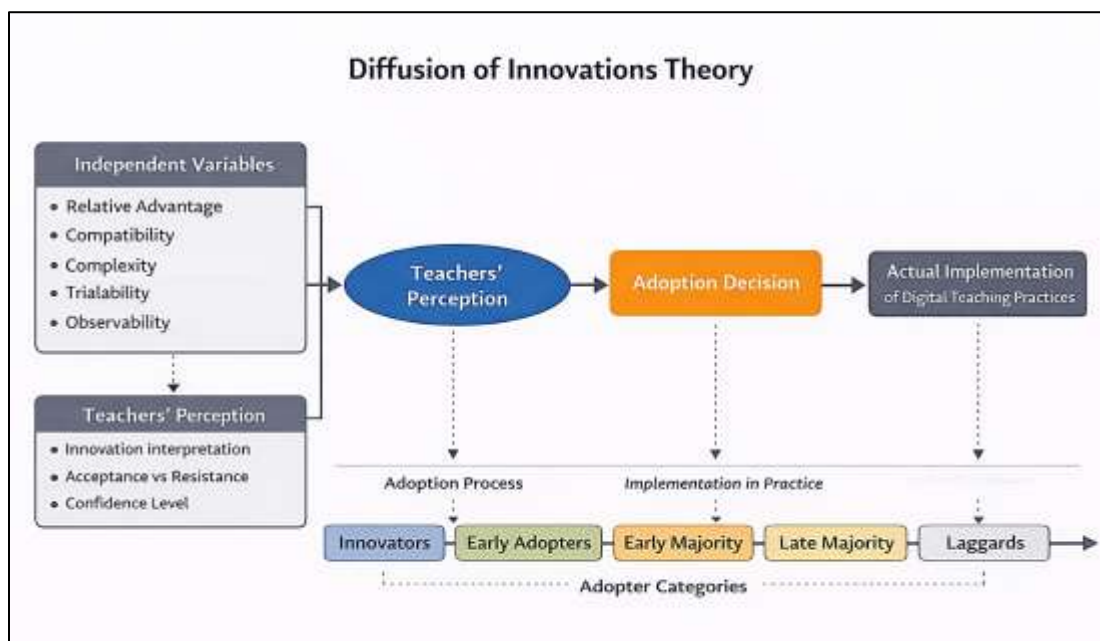 Diffusion of Innovations Theory
Independent Variables
• Relative Advantage
• Compatibility
• Complexity
• Trialability
• Observability
Teachers' Perception
• Innovation interpretation
• Acceptance vs Resistance
• Confidence Level
Teachers'
Perception
Adoption Decision
Actual Implementation
of Digital Teaching Practices
Adoption Process
Implementation in Practice
Innovators
Early Adopters
Early Majority
Late Majority
Laggards
Adopter Categories